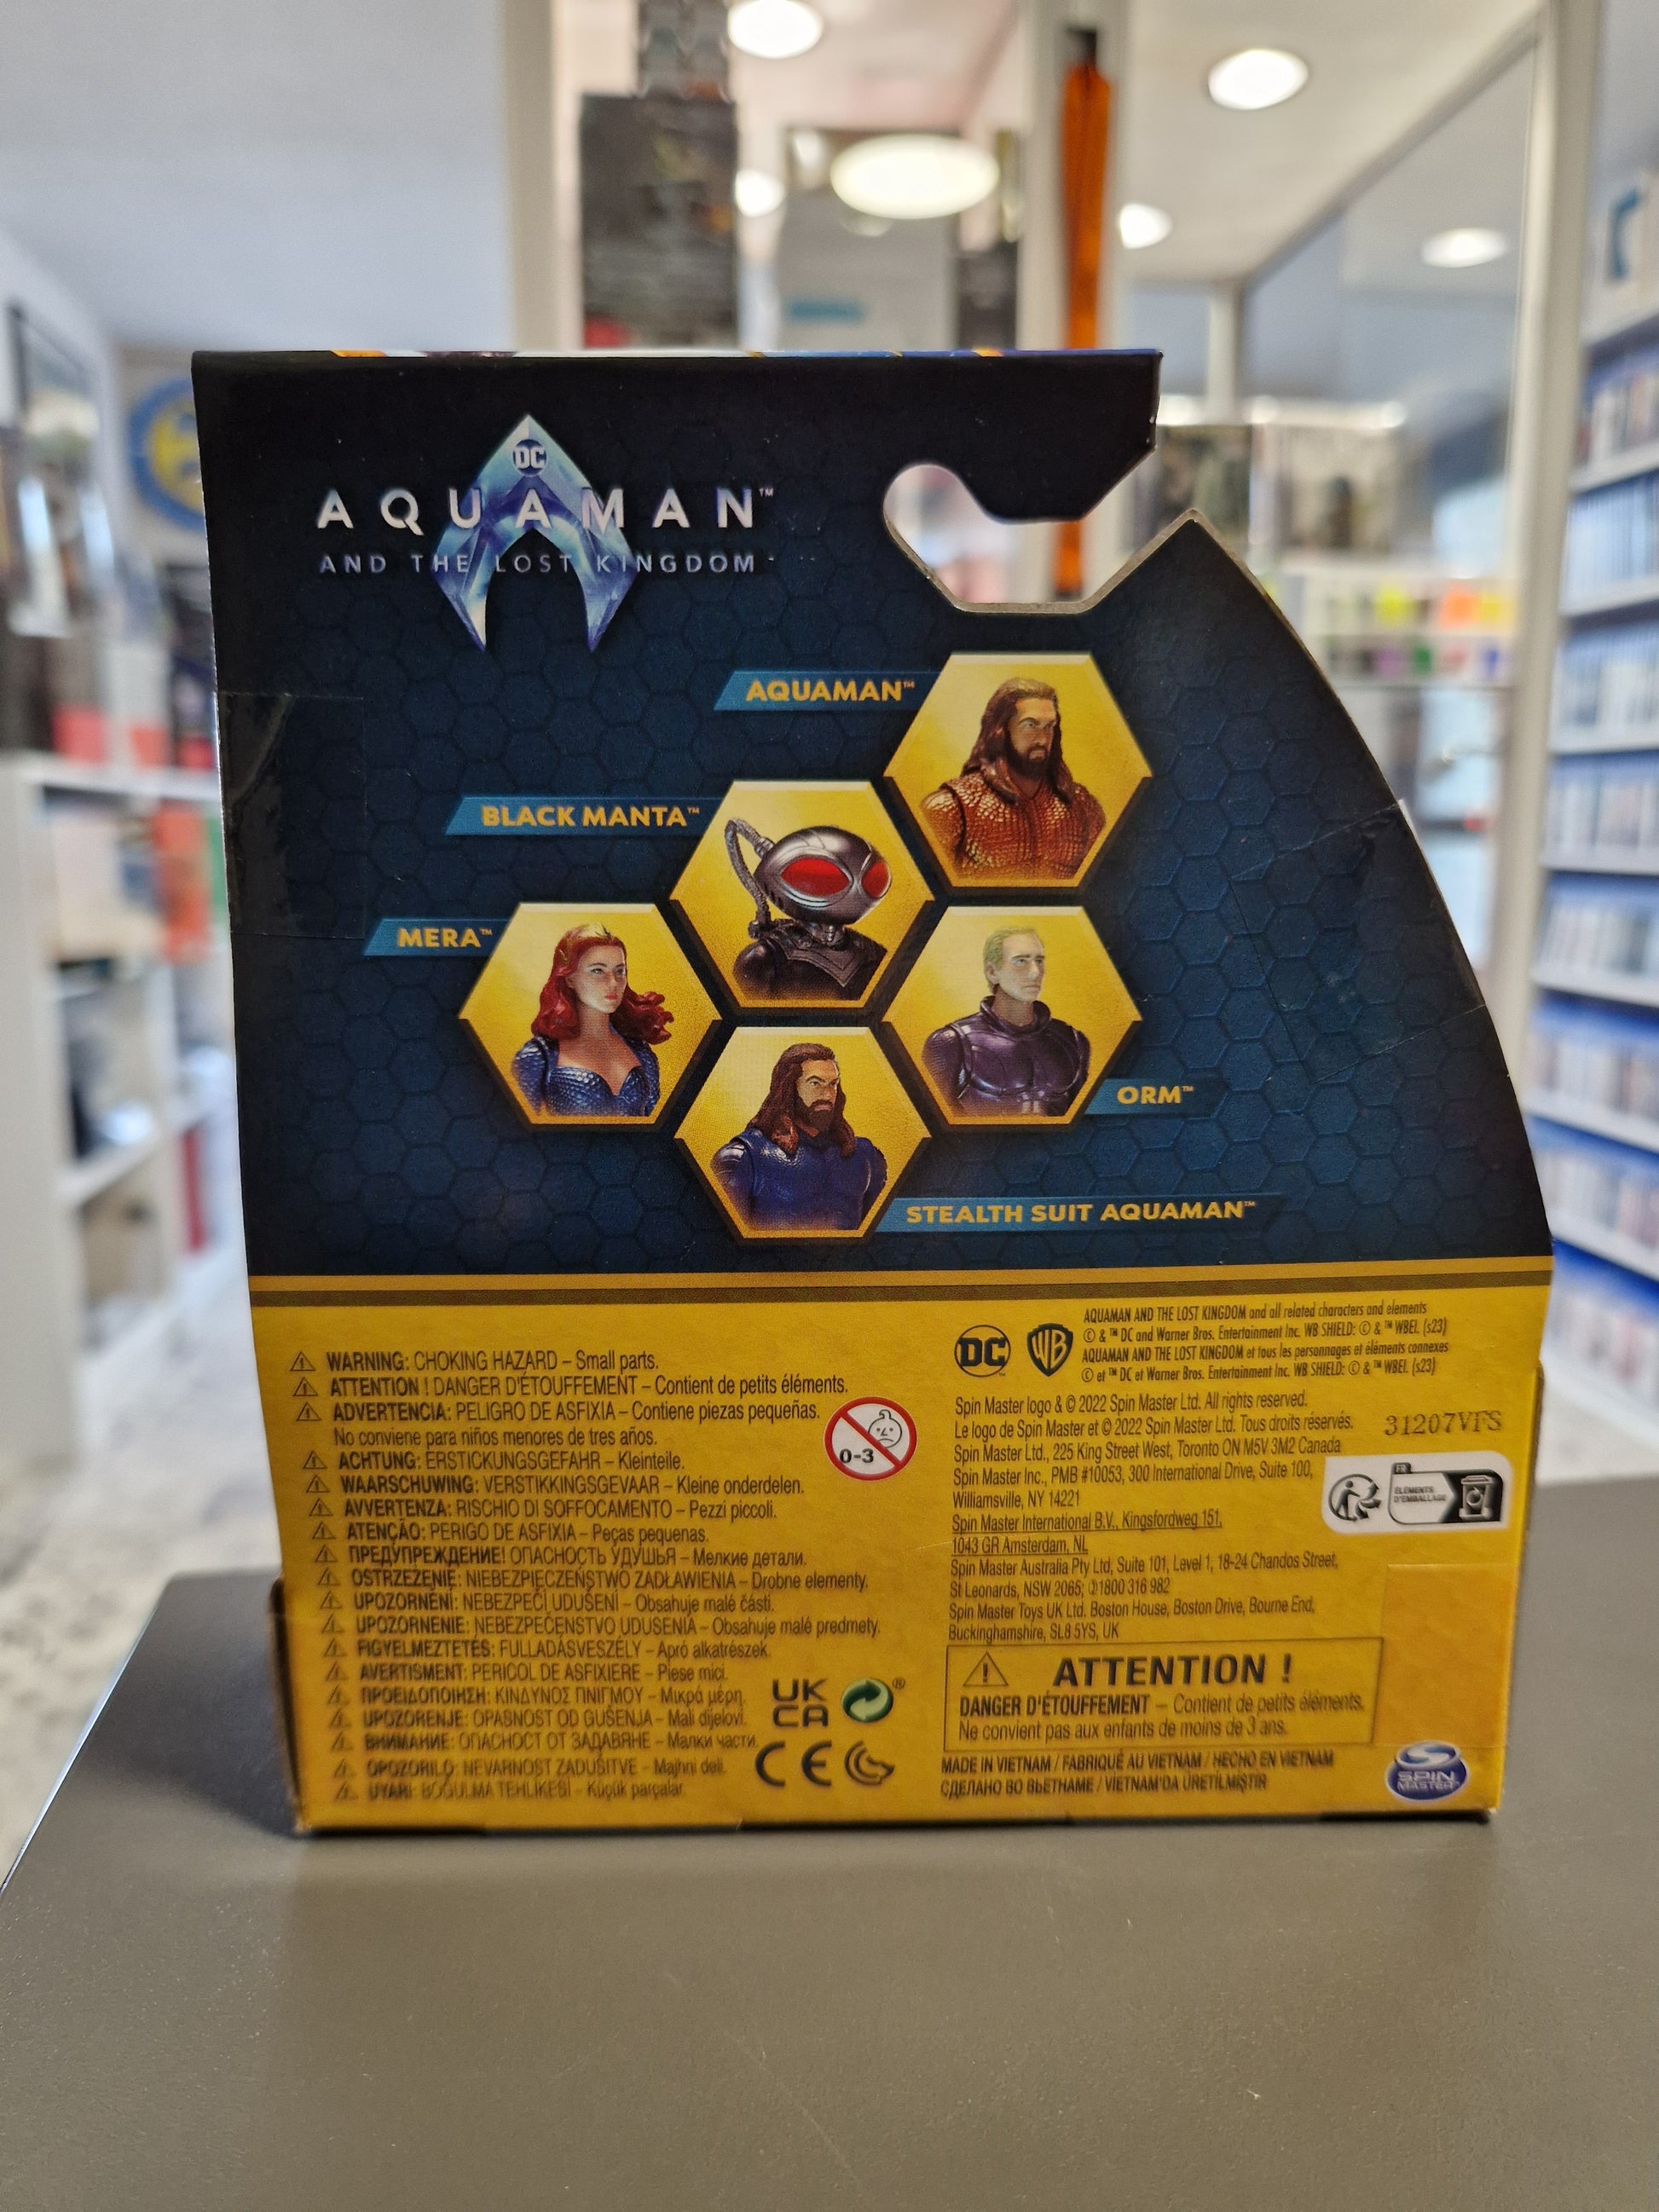 DC
AQUAMAN™
AND THE LOST KINGDOM
AQUAMAN™
BLACK MANTA™
MERA™
ORM™
STEALTH SUIT AQUAMAN™
⚠ WARNING: CHOKING HAZARD – Small parts.
⚠ ATTENTION ! DANGER D'ÉTOUFFEMENT – Contient de petits éléments.
⚠ ADVERTENCIA: PELIGRO DE ASFIXIA – Contiene piezas pequeñas.
No conviene para niños menores de tres años.
⚠ ACHTUNG: ERSTICKUNGSGEFAHR – Kleinteile.
⚠ WAARSCHUWING: VERSTIKKINGSGEVAAR – Kleine onderdelen.
⚠ AVVERTENZA: RISCHIO DI SOFFOCAMENTO – Pezzi piccoli.
⚠ ATENÇÃO: PERIGO DE ASFIXIA – Peças pequenas.
⚠ ПРЕДУПРЕЖДЕНИЕ! ОПАСНОСТЬ УДУШЬЯ – Мелкие детали.
⚠ OSTRZEŻENIE: NIEBEZPIECZEŃSTWO ZADŁAWIENIA – Drobne elementy.
⚠ UPOZORNĚNÍ: NEBEZPEČÍ UDUŠENÍ – Obsahuje malé části.
⚠ UPOZORNENIE: NEBEZPEČENSTVO UDUSENIA – Obsahuje malé predmety.
⚠ FIGYELMEZTETÉS: FULLADÁSVESZÉLY – Apró alkatrészek.
⚠ AVERTISMENT: PERICOL DE ASFIXIERE – Piese mici.
⚠ ΠΡΟΕΙΔΟΠΟΙΗΣΗ: ΚΙΝΔΥΝΟΣ ΠΝΙΓΜΟΥ – Μικρά μέρη.
⚠ UPOZORENJE: OPASNOST OD GUŠENJA – Mali dijelovi.
⚠ ВНИМАНИЕ: ОПАСНОСТ ОТ ЗАДАВЯНЕ – Малки части.
⚠ OPOZORILO: NEVARNOST ZADUŠITVE – Majhni deli.
⚠ UYARI: BOĞULMA TEHLİKESİ – Küçük parçalar.
0-3
UK
CA
CE
DC
WB
AQUAMAN AND THE LOST KINGDOM and all related characters and elements
© & ™ DC and Warner Bros. Entertainment Inc. WB SHIELD: © & ™ WBEI. (s23)
AQUAMAN AND THE LOST KINGDOM et tous les personnages et éléments connexes
© et ™ DC et Warner Bros. Entertainment Inc. WB SHIELD: © & ™ WBEI. (s23)
Spin Master logo & © 2022 Spin Master Ltd. All rights reserved.
Le logo de Spin Master et © 2022 Spin Master Ltd. Tous droits réservés.
31207VFS
Spin Master Ltd., 225 King Street West, Toronto ON M5V 3M2 Canada
Spin Master Inc., PMB #10053, 300 International Drive, Suite 100,
Williamsville, NY 14221
Spin Master International B.V., Kingsfordweg 151,
1043 GR Amsterdam, NL
Spin Master Australia Pty Ltd, Suite 101, Level 1, 18-24 Chandos Street,
St Leonards, NSW 2065; ✆1800 316 982
Spin Master Toys UK Ltd. Boston House, Boston Drive, Bourne End,
Buckinghamshire, SL8 5YS, UK
FR
ÉLÉMENTS
D'EMBALLAGE
⚠ ATTENTION !
DANGER D'ÉTOUFFEMENT – Contient de petits éléments.
Ne convient pas aux enfants de moins de 3 ans.
MADE IN VIETNAM / FABRIQUÉ AU VIETNAM / HECHO EN VIETNAM
СДЕЛАНО ВО ВЬЕТНАМЕ / VİETNAM'DA ÜRETİLMİŞTİR
SPIN
MASTER